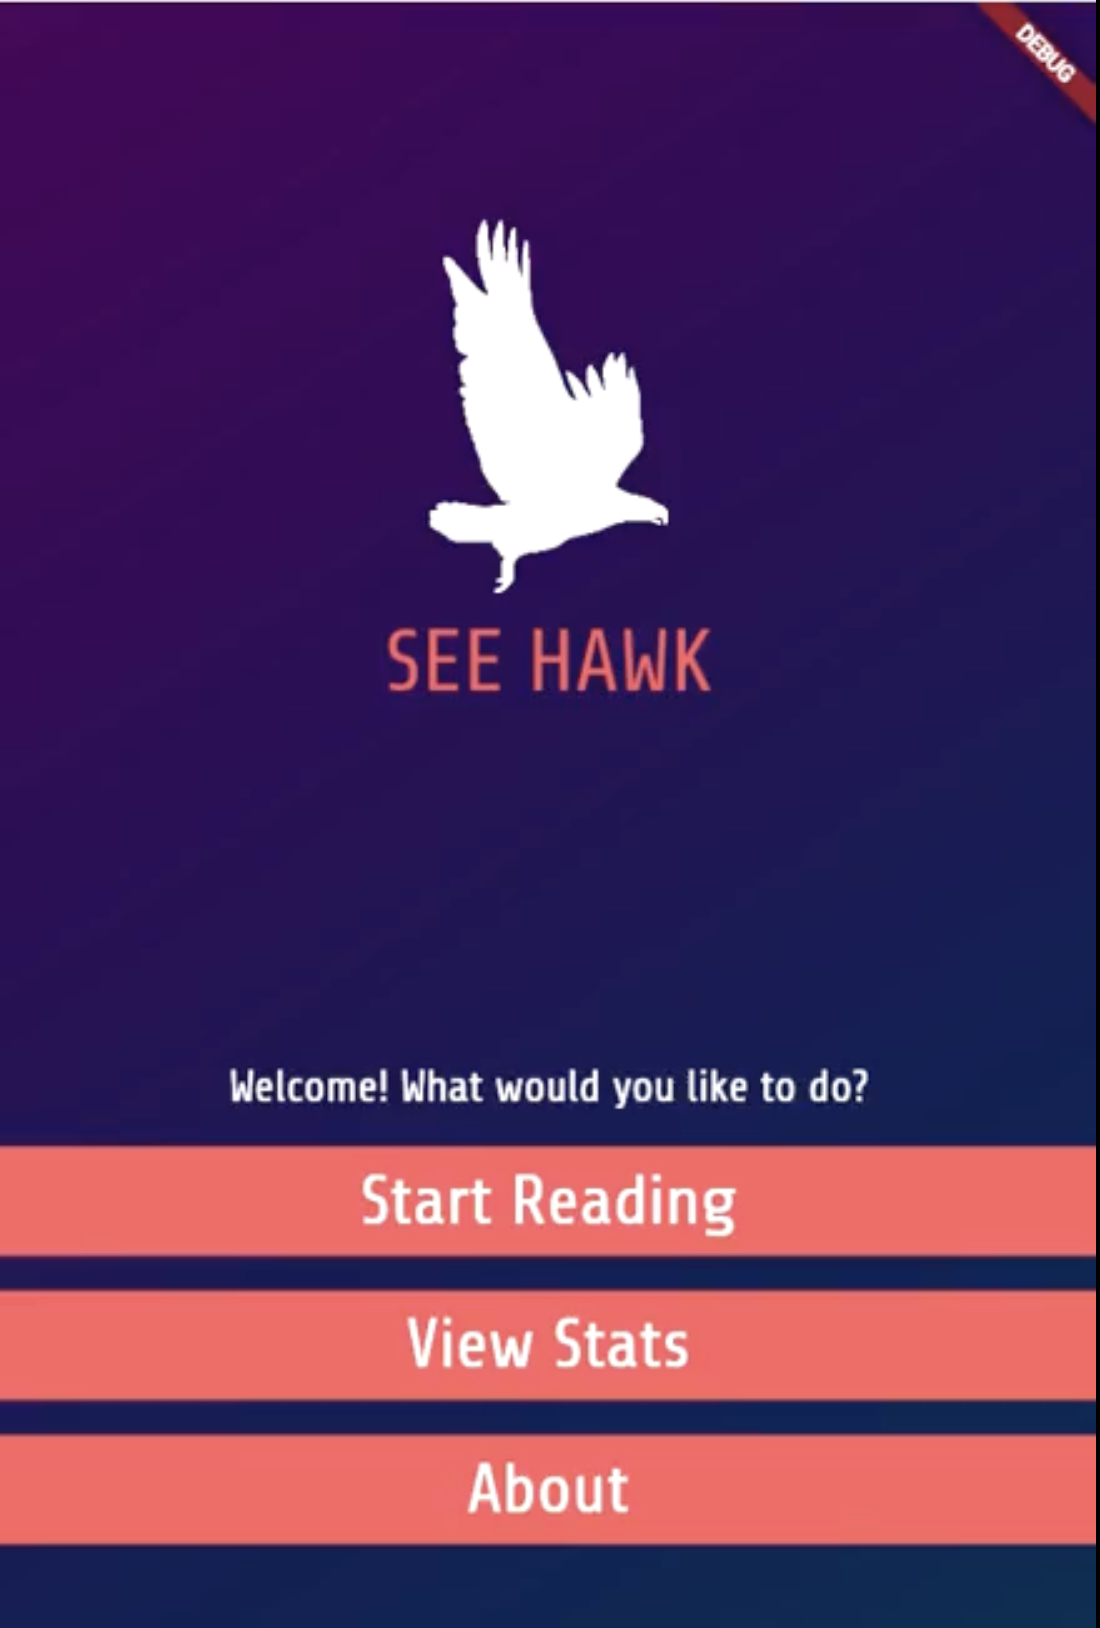 DEBUG
SEE HAWK
Welcome! What would you like to do?
Start Reading
View Stats
About